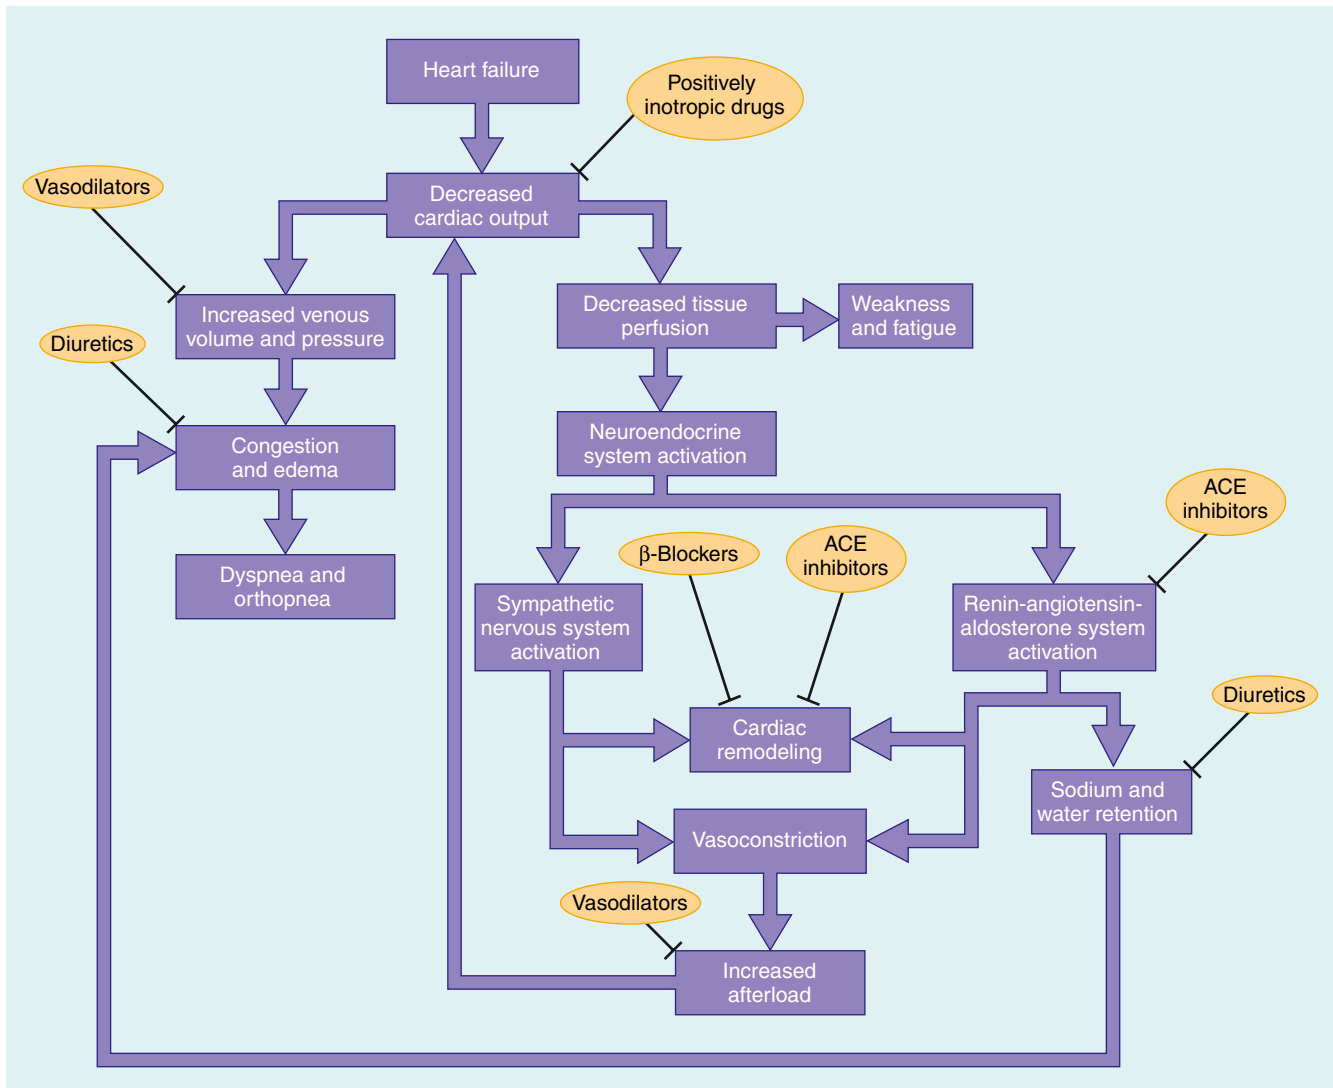 Heart failure
Positively
inotropic drugs
Vasodilators
Decreased
cardiac output
Increased venous
volume and pressure
Decreased tissue
perfusion
Weakness
and fatigue
Diuretics
Congestion
and edema
Neuroendocrine
system activation
Dyspnea and
orthopnea
β-Blockers
ACE
inhibitors
ACE
inhibitors
Sympathetic
nervous system
activation
Renin-angiotensin-
aldosterone system
activation
Cardiac
remodeling
Diuretics
Sodium and
water retention
Vasoconstriction
Vasodilators
Increased
afterload